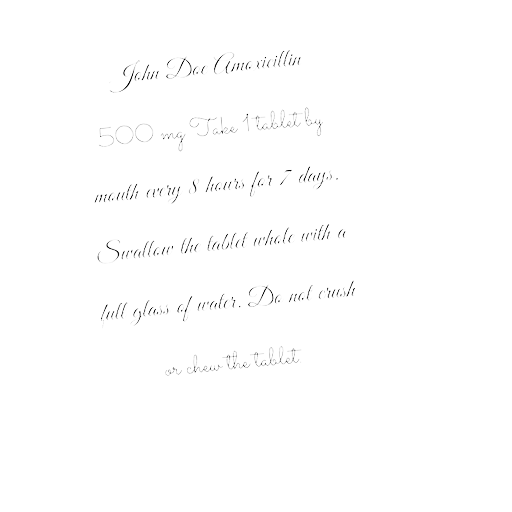 John Doe Amoxicillin
500 mg Take 1 tablet by
mouth every 8 hours for 7 days.
Swallow the tablet whole with a
full glass of water. Do not crush
or chew the tablet.